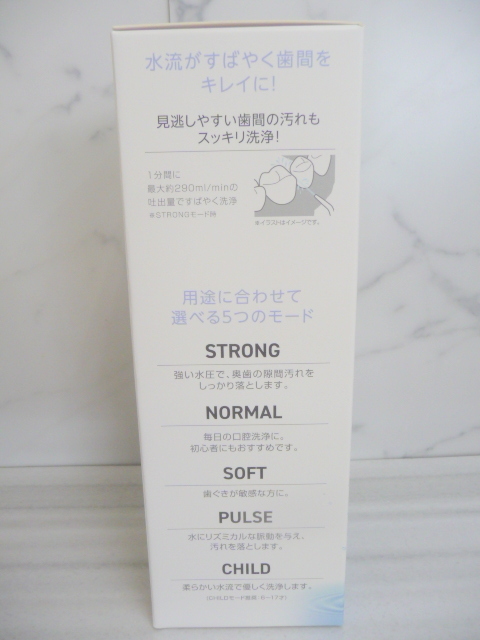 水流がすばやく歯間を
キレイに!
見逃しやすい歯間の汚れも
スッキリ洗浄!
1分間に
最大約290ml/minの
吐出量ですばやく洗浄
※STRONGモード時
※イラストはイメージです。
用途に合わせて
選べる5つのモード
STRONG
強い水圧で、奥歯の隙間汚れを
しっかり落とします。
NORMAL
毎日の口腔洗浄に。
初心者にもおすすめです。
SOFT
歯ぐきが敏感な方に。
PULSE
水にリズミカルな脈動を与え、
汚れを落とします。
CHILD
柔らかい水流で優しく洗浄します。